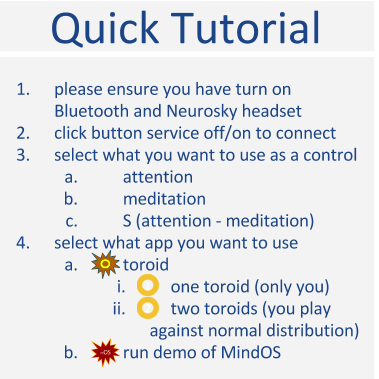 Quick Tutorial
1. please ensure you have turn on
Bluetooth and Neurosky headset
2. click button service off/on to connect
3. select what you want to use as a control
a. attention
b. meditation
c. S (attention - meditation)
4. select what app you want to use
a. toroid
i. one toroid (only you)
ii. two toroids (you play
against normal distribution)
b. run demo of MindOS